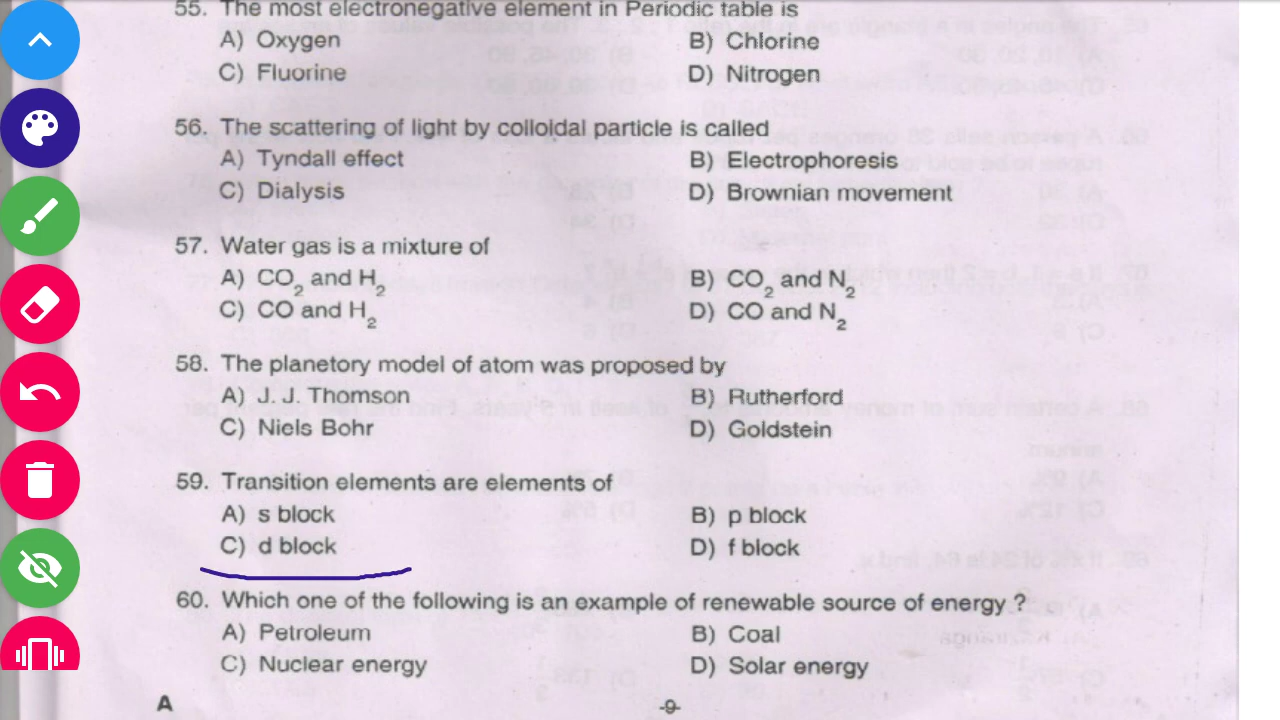 55. The most electronegative element in Periodic table is
A) Oxygen B) Chlorine
C) Fluorine D) Nitrogen
56. The scattering of light by colloidal particle is called
A) Tyndall effect B) Electrophoresis
C) Dialysis D) Brownian movement
57. Water gas is a mixture of
A) CO₂ and H₂ B) CO₂ and N₂
C) CO and H₂ D) CO and N₂
58. The planetory model of atom was proposed by
A) J. J. Thomson B) Rutherford
C) Niels Bohr D) Goldstein
59. Transition elements are elements of
A) s block B) p block
C) d block D) f block
60. Which one of the following is an example of renewable source of energy ?
A) Petroleum B) Coal
C) Nuclear energy D) Solar energy
A -9-